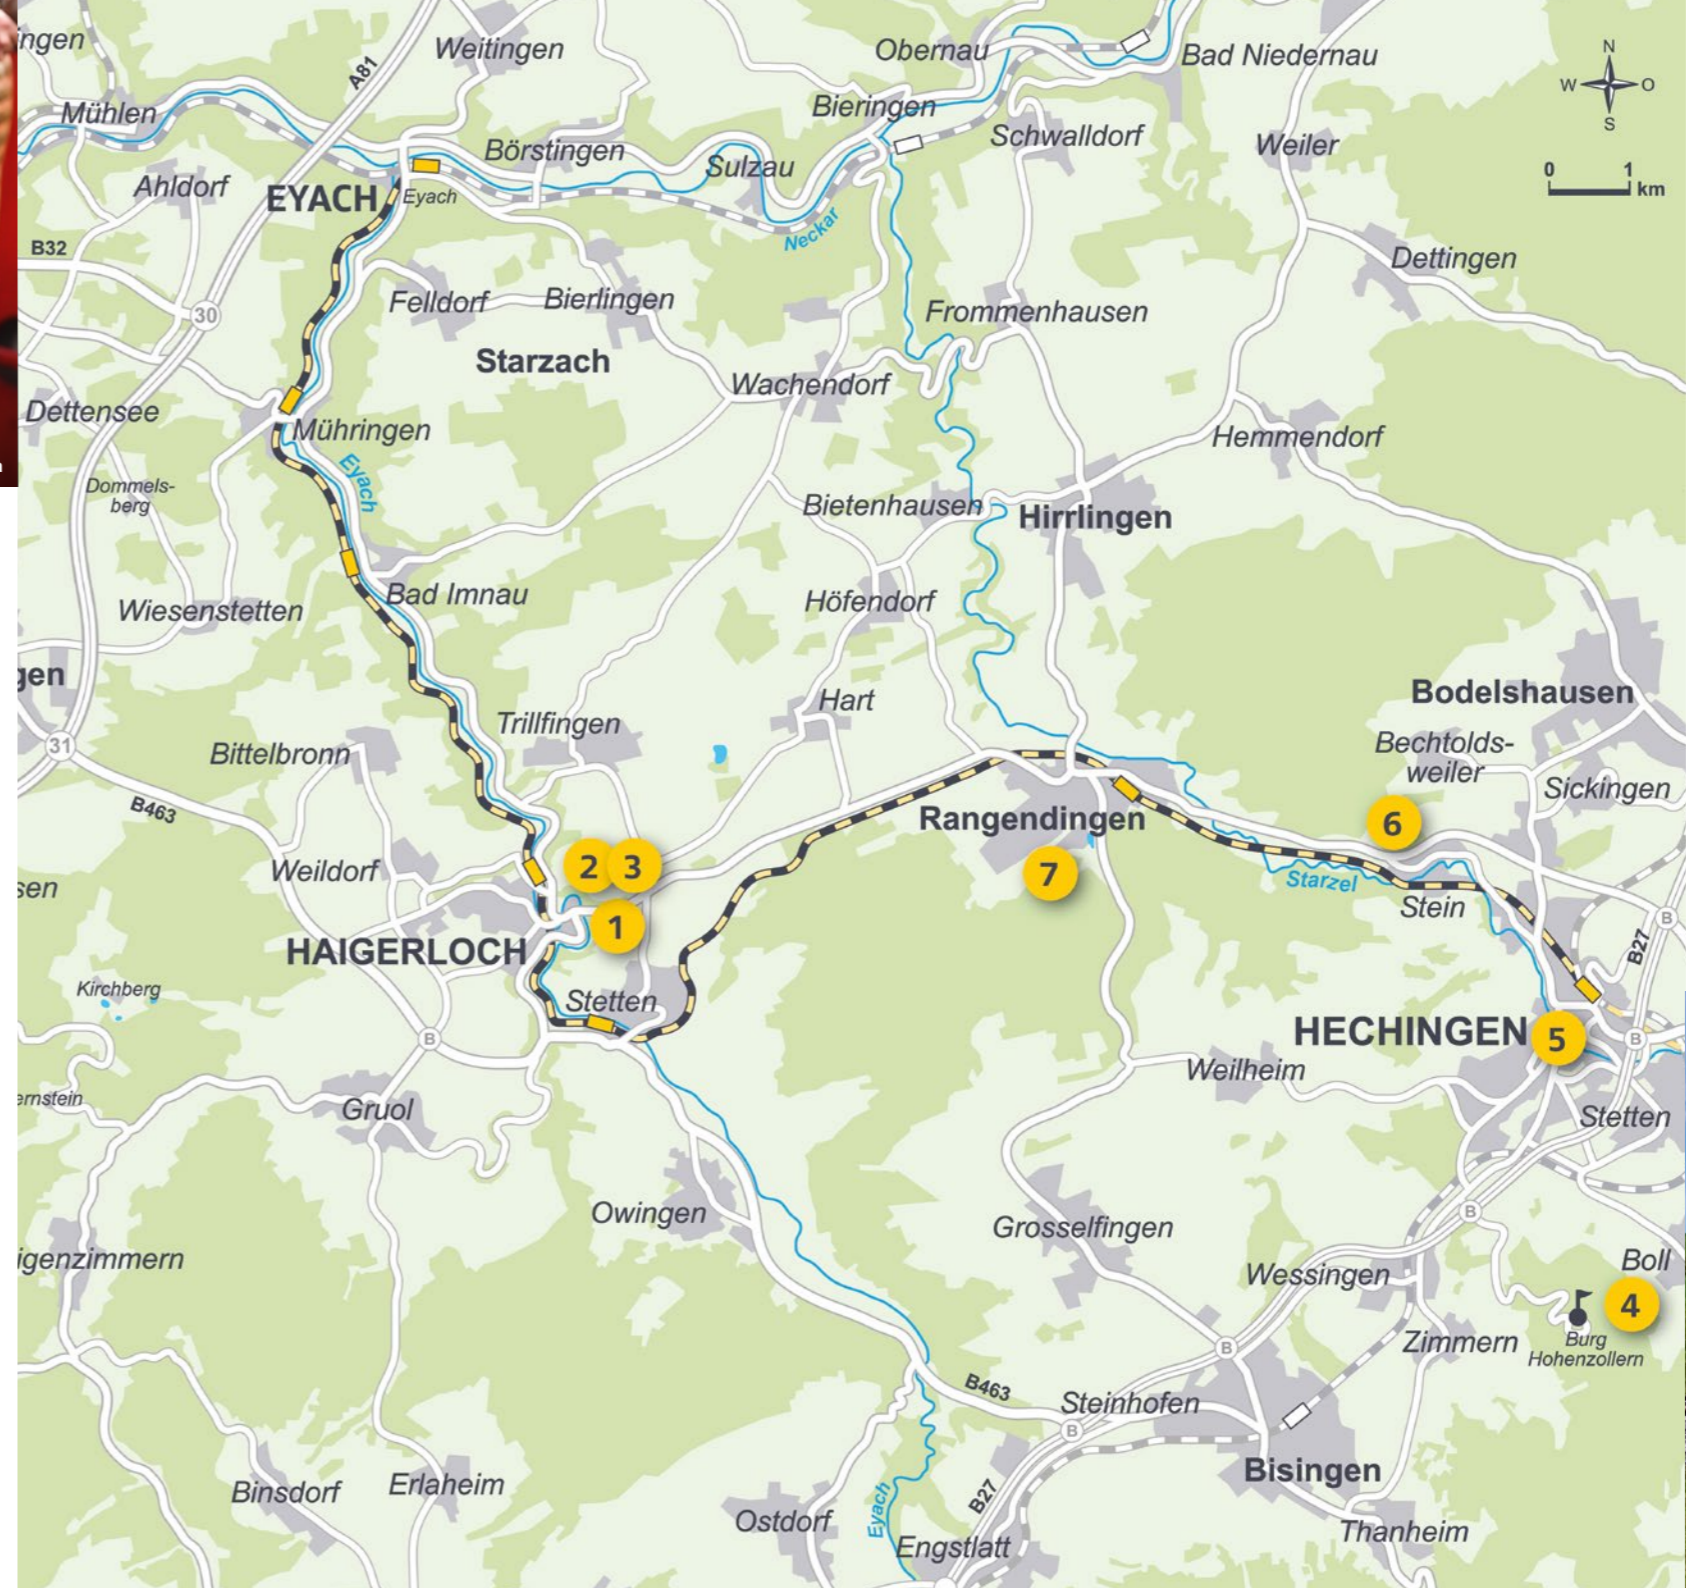 ingen
Weitingen
Obernau
Bad Niedernau
N
W
O
S
A81
Mühlen
Bieringen
Schwalldorf
Weiler
Börstingen
Sulzau
0 1
km
Ahldorf
EYACH
Eyach
Neckar
B32
Dettingen
Felldorf
Bierlingen
Frommenhausen
30
Starzach
Wachendorf
Dettensee
Mühringen
Hemmendorf
Eyach
Dommels-
berg
Bietenhausen
Hirrlingen
Wiesenstetten
Bad Imnau
Höfendorf
gen
Bodelshausen
Hart
Trillfingen
31
Bittelbronn
Bechtolds-
weiler
Sickingen
B463
Rangendingen
6
Weildorf
2
3
7
Starzel
sen
Stein
1
B
B27
HAIGERLOCH
Kirchberg
Stetten
HECHINGEN
5
B
B
Weilheim
ernstein
Gruol
Stetten
Owingen
Grosselfingen
B
igenzimmern
Wessingen
Boll
4
Zimmern
Burg
Hohenzollern
B
B463
Steinhofen
B
Bisingen
Binsdorf
Erlaheim
B27
Ostdorf
Eyach
Engstlatt
Thanheim